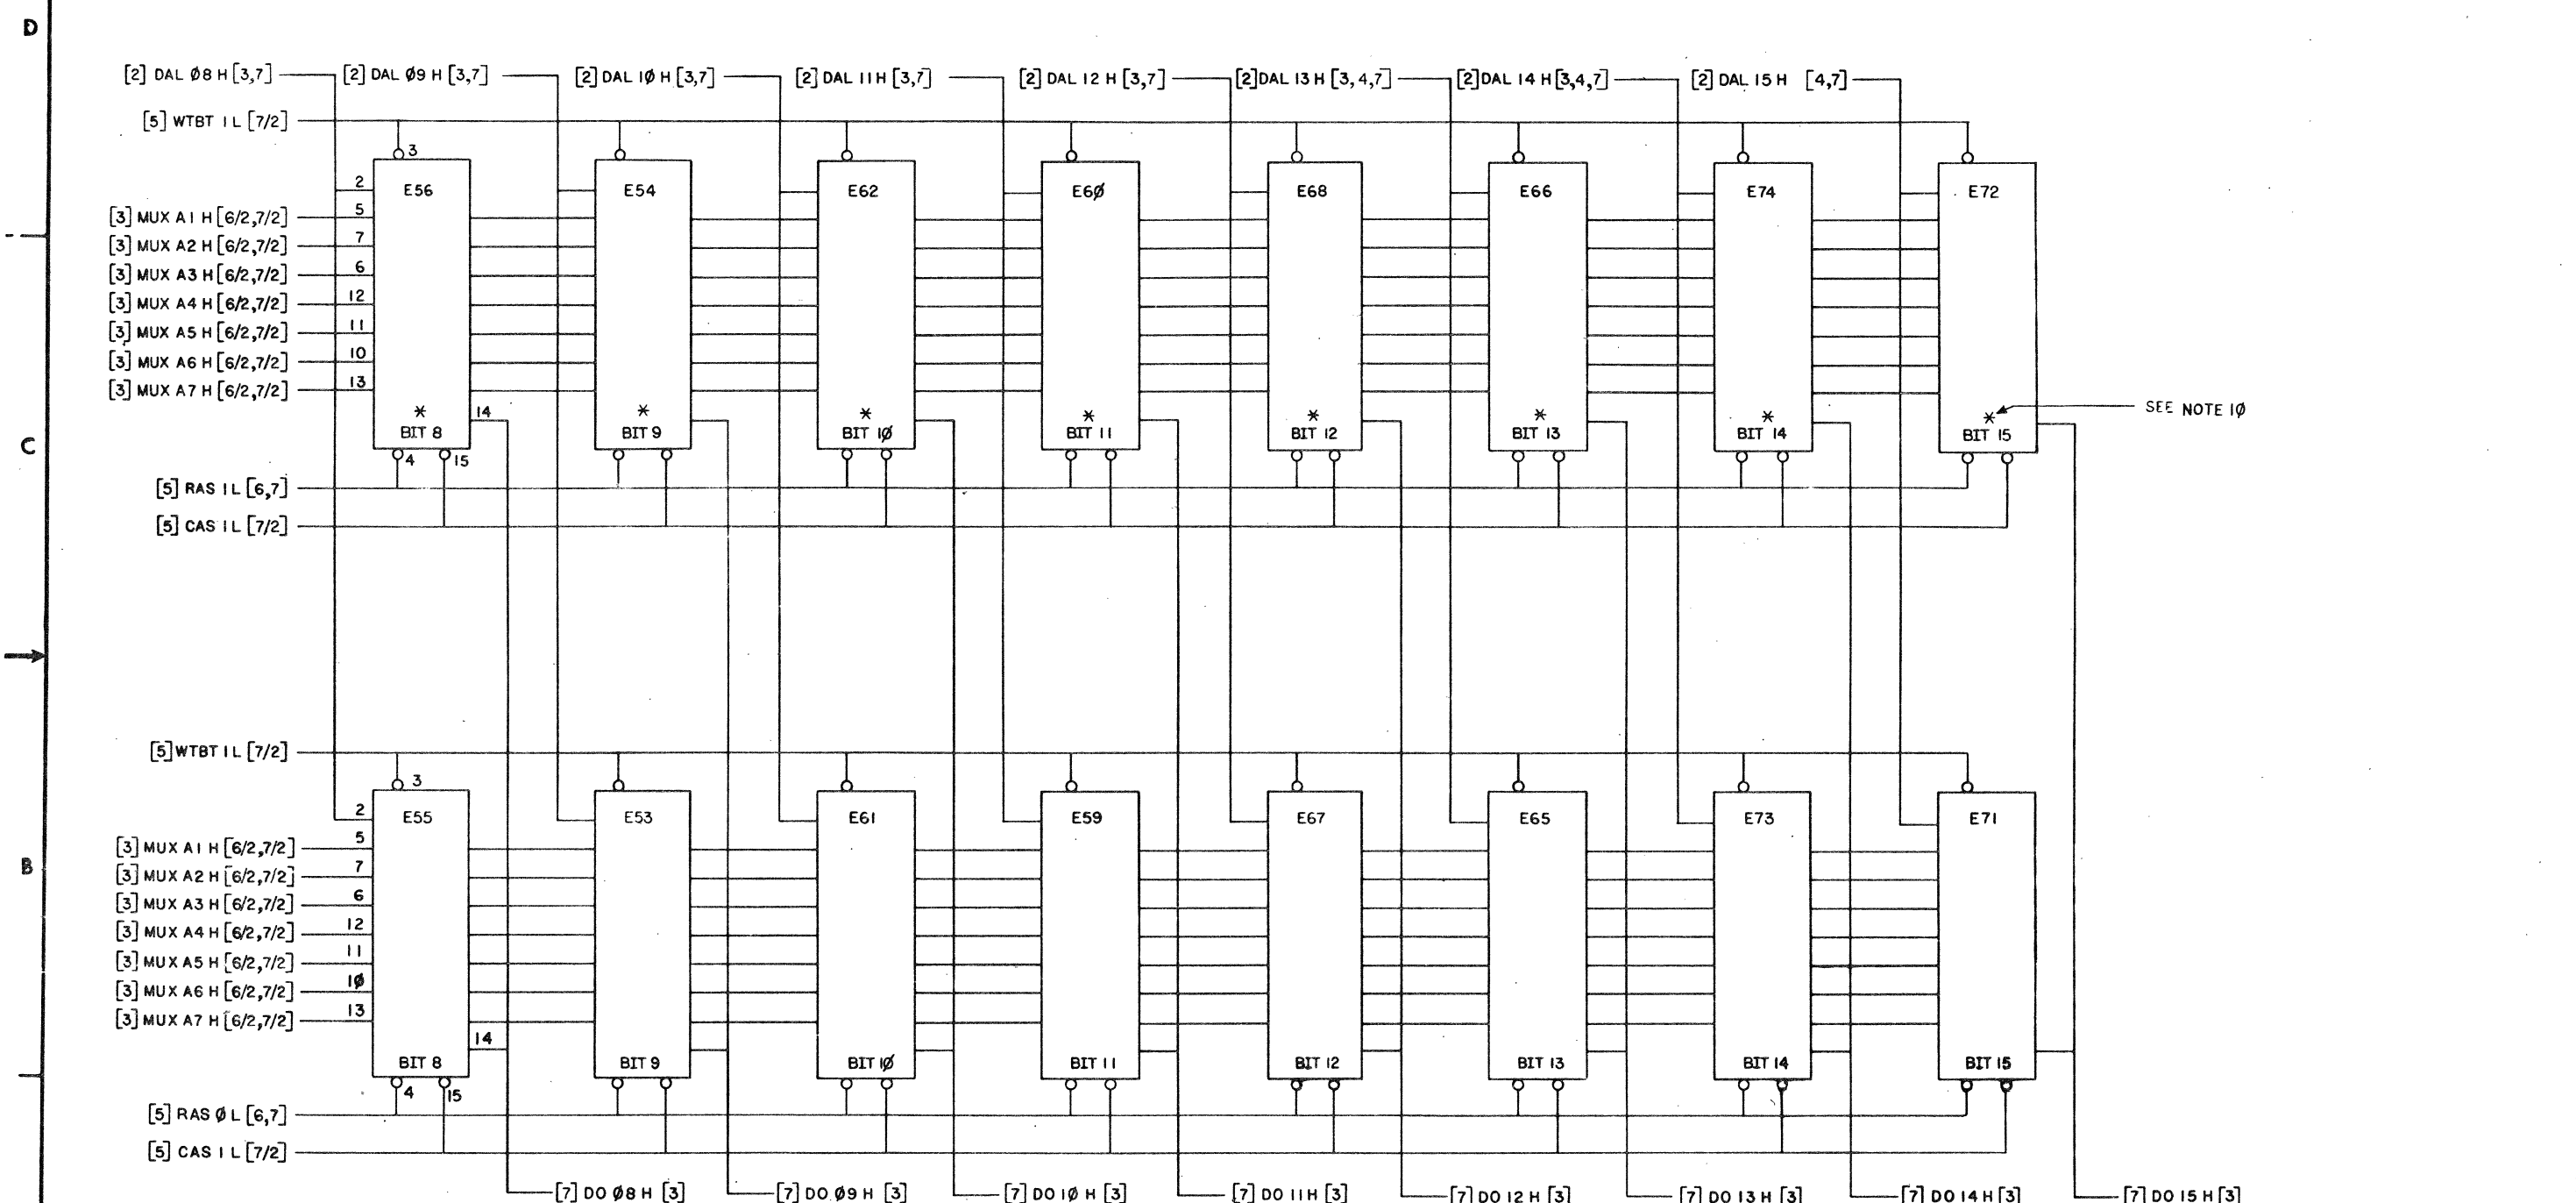 D
[2] DAL Ø8 H [3,7] [2] DAL Ø9 H [3,7] [2] DAL 1Ø H [3,7] [2] DAL 11 H [3,7] [2] DAL 12 H [3,7] [2] DAL 13 H [3,4,7] [2] DAL 14 H [3,4,7] [2] DAL 15 H [4,7]
[5] WTBT 1 L [7/2]
3
2 E56 E54 E62 E6Ø E68 E66 E74 E72
[3] MUX A1 H [6/2,7/2] 5
[3] MUX A2 H [6/2,7/2] 7
[3] MUX A3 H [6/2,7/2] 6
[3] MUX A4 H [6/2,7/2] 12
[3] MUX A5 H [6/2,7/2] 11
[3] MUX A6 H [6/2,7/2] 10
[3] MUX A7 H [6/2,7/2] 13
* 14 * * * * * * * SEE NOTE 1Ø
C
BIT 8 BIT 9 BIT 1Ø BIT 11 BIT 12 BIT 13 BIT 14 BIT 15
4 15
[5] RAS 1 L [6,7]
[5] CAS 1 L [7/2]
[5] WTBT 1 L [7/2]
3
2 E55 E53 E61 E59 E67 E65 E73 E71
[3] MUX A1 H [6/2,7/2] 5
B
[3] MUX A2 H [6/2,7/2] 7
[3] MUX A3 H [6/2,7/2] 6
[3] MUX A4 H [6/2,7/2] 12
[3] MUX A5 H [6/2,7/2] 11
[3] MUX A6 H [6/2,7/2] 1Ø
[3] MUX A7 H [6/2,7/2] 13
14
BIT 8 BIT 9 BIT 1Ø BIT 11 BIT 12 BIT 13 BIT 14 BIT 15
4 15
[5] RAS Ø L [6,7]
[5] CAS 1 L [7/2]
[7] DO Ø8 H [3] [7] DO Ø9 H [3] [7] DO 1Ø H [3] [7] DO 11 H [3] [7] DO 12 H [3] [7] DO 13 H [3] [7] DO 14 H [3] [7] DO 15 H [3]